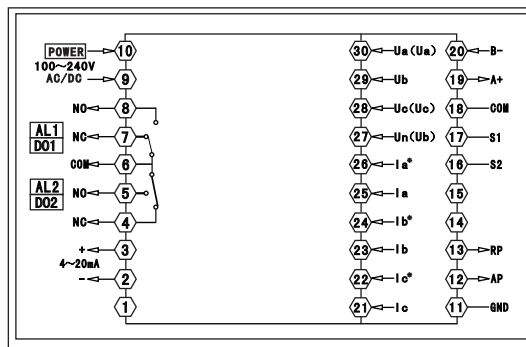 POWER 10 30 Ua(Ua) 20 B-
100~240V
AC/DC 9 29 Ub 19 A+
NO 8 28 Uc(Uc) 18 COM
AL1
DO1
NC 7 27 Un(Ub) 17 S1
COM 6 26 Ia* 16 S2
AL2
DO2
NO 5 25 Ia 15
NC 4 24 Ib* 14
+ 3 23 Ib 13 RP
4~20mA
- 2 22 Ic* 12 AP
1 21 Ic 11 GND